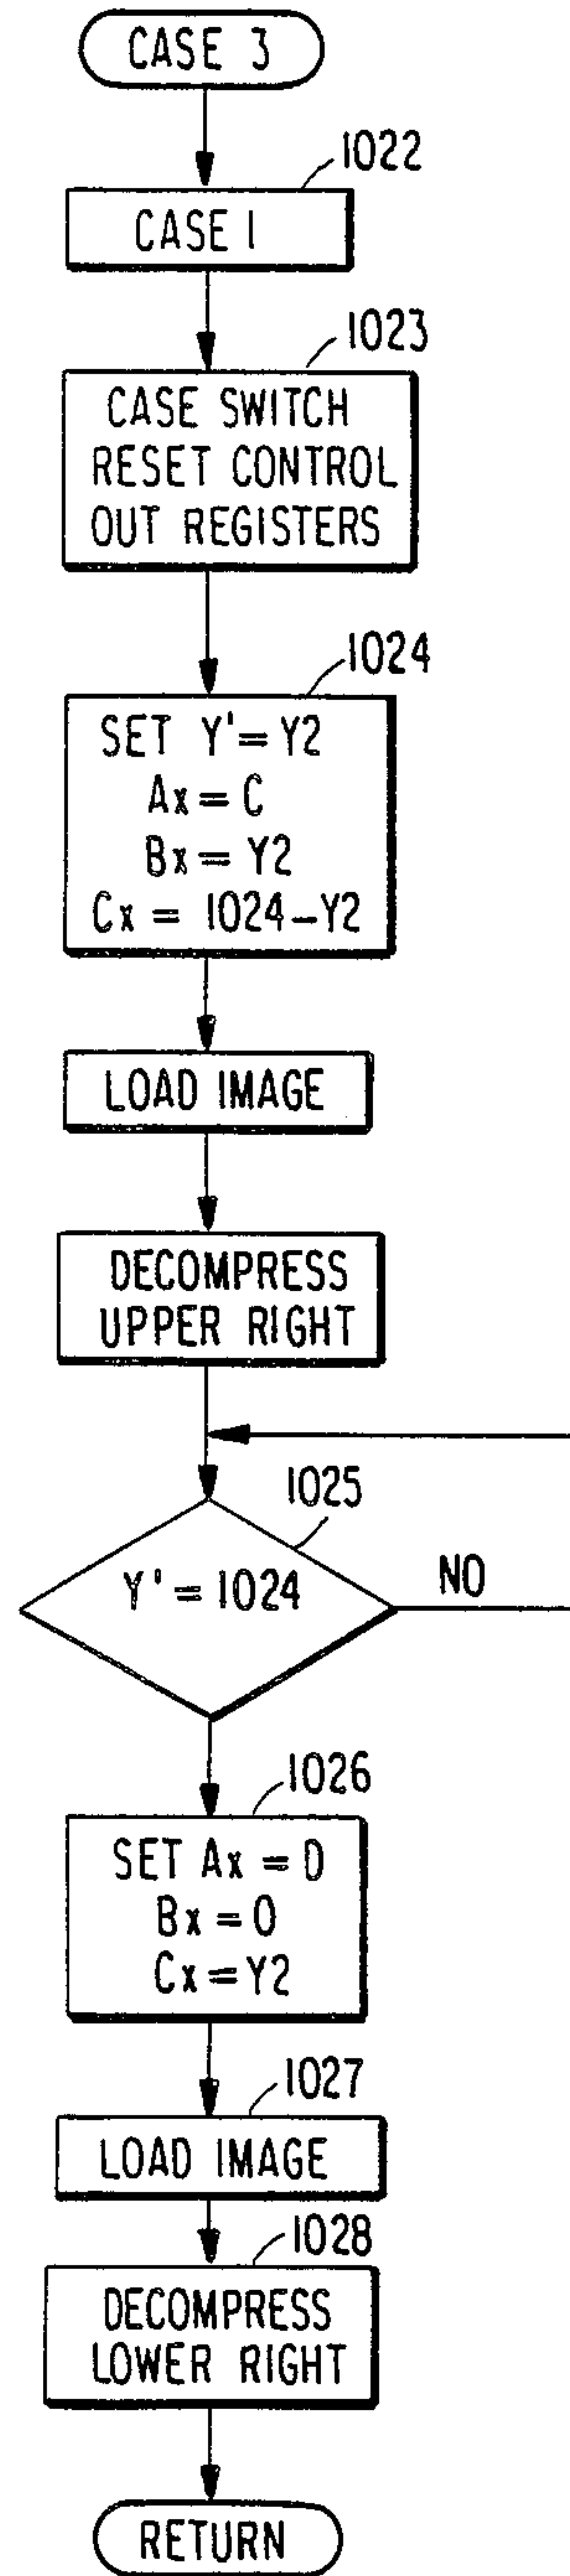 CASE 3
1022
CASE 1
1023
CASE SWITCH
RESET CONTROL
OUT REGISTERS
1024
SET Y' = Y2
Ax = C
Bx = Y2
Cx = 1024-Y2
LOAD IMAGE
DECOMPRESS
UPPER RIGHT
1025
Y' = 1024
NO
1026
SET Ax = D
Bx = 0
Cx = Y2
1027
LOAD IMAGE
1028
DECOMPRESS
LOWER RIGHT
RETURN